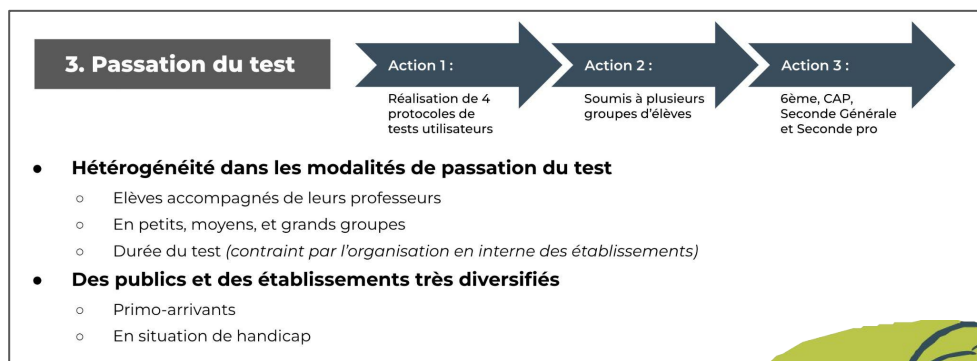 3. Passation du test
Action 1 :
Réalisation de 4
protocoles de
tests utilisateurs
Action 2 :
Soumis à plusieurs
groupes d'élèves
Action 3 :
6ème, CAP,
Seconde Générale
et Seconde pro
● Hétérogénéité dans les modalités de passation du test
○ Elèves accompagnés de leurs professeurs
○ En petits, moyens, et grands groupes
○ Durée du test (contraint par l'organisation en interne des établissements)
● Des publics et des établissements très diversifiés
○ Primo-arrivants
○ En situation de handicap